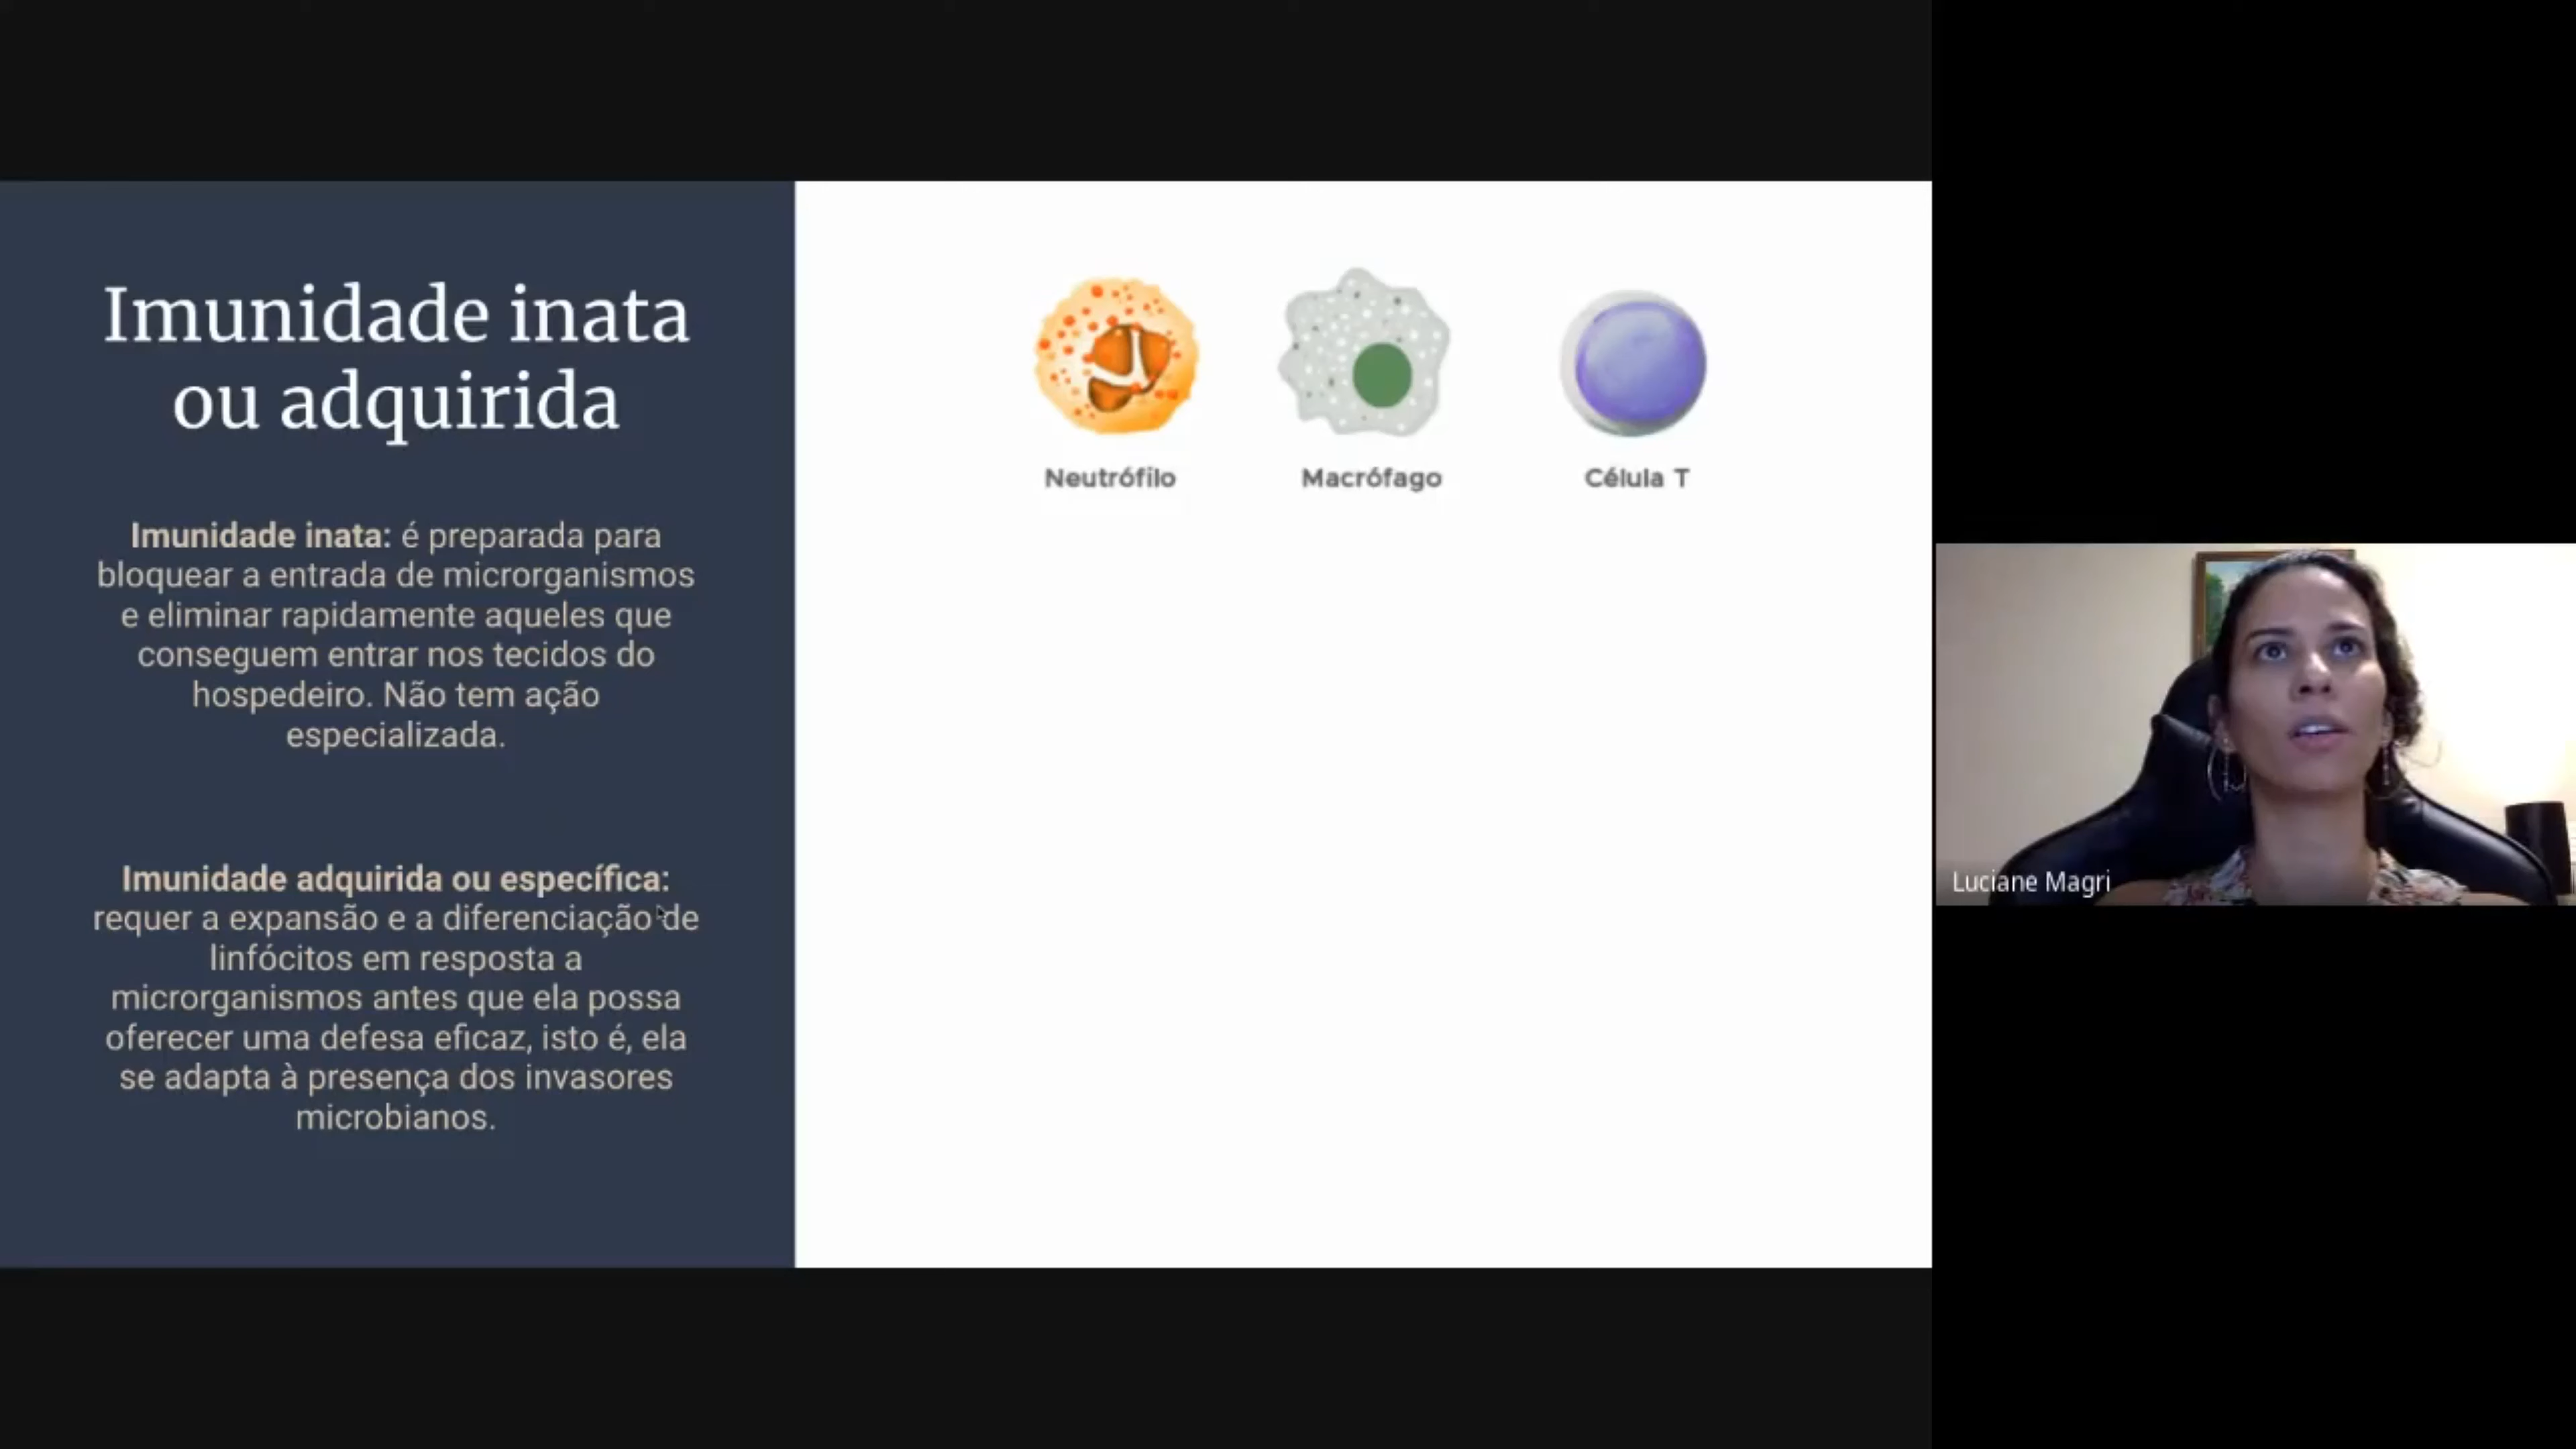 Imunidade inata
ou adquirida
Imunidade inata: é preparada para
bloquear a entrada de microrganismos
e eliminar rapidamente aqueles que
conseguem entrar nos tecidos do
hospedeiro. Não tem ação
especializada.
Imunidade adquirida ou específica:
requer a expansão e a diferenciação de
linfócitos em resposta a
microrganismos antes que ela possa
oferecer uma defesa eficaz, isto é, ela
se adapta à presença dos invasores
microbianos.
Neutrófilo
Macrófago
Célula T
Luciane Magri